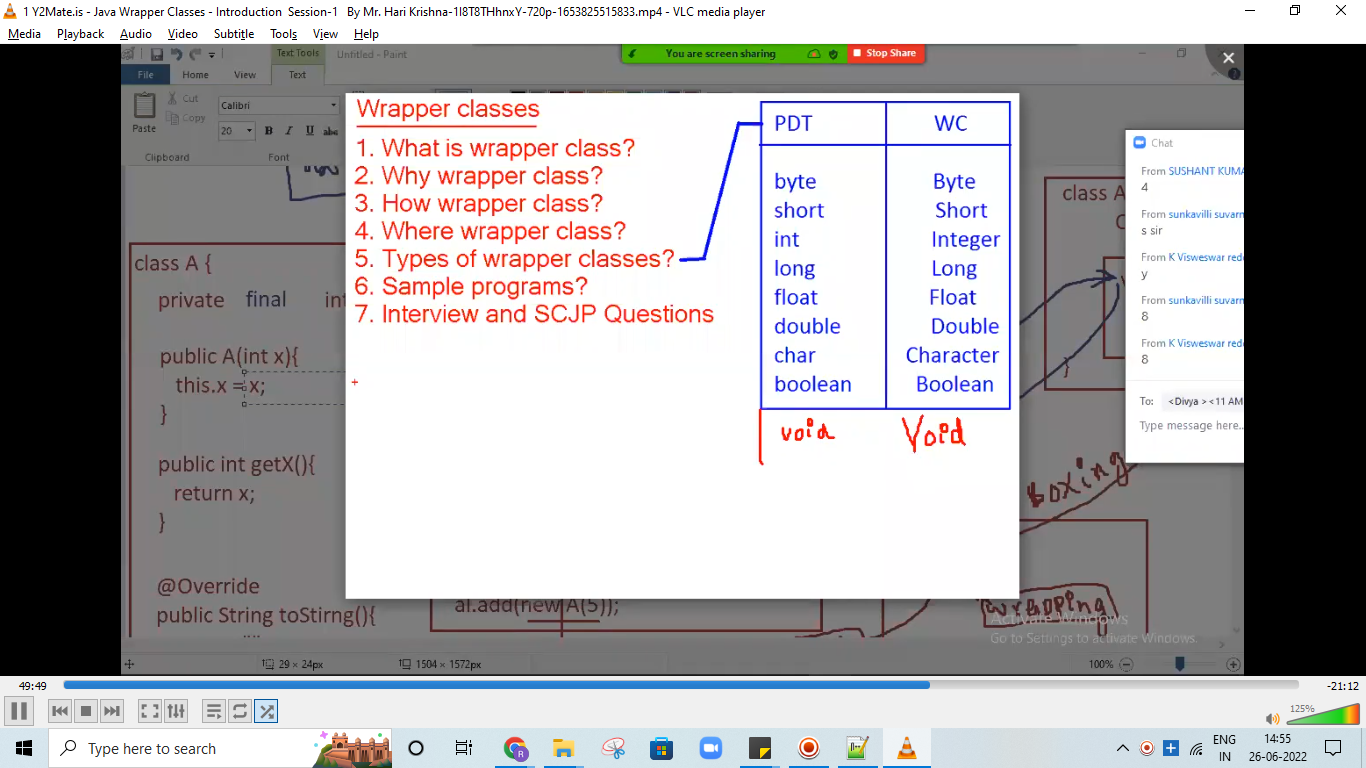 1 Y2Mate.is - Java Wrapper Classes - Introduction Session-1 By Mr. Hari Krishna-1I8T8THhnxY-720p-1653825515833.mp4 - VLC media player
Media Playback Audio Video Subtitle Tools View Help
Text Tools
Untitled - Paint
You are screen sharing
Stop Share
File Home View Text
Paste
Cut
Copy
Clipboard
Calibri
20
B I U abc
Font
class A {
private final int
public A(int x){
this.x = x;
}
public int getX(){
return x;
}
@Override
public String toStirng(){
Wrapper classes
1. What is wrapper class?
2. Why wrapper class?
3. How wrapper class?
4. Where wrapper class?
5. Types of wrapper classes?
6. Sample programs?
7. Interview and SCJP Questions
PDT WC
byte Byte
short Short
int Integer
long Long
float Float
double Double
char Character
boolean Boolean
void Void
al.add(new A(5));
class A
}
boxing
wrapping
Chat
From SUSHANT KUMA
4
From sunkavilli suvarn
s sir
From K Visweswar redd
y
From sunkavilli suvarn
8
From K Visweswar redd
8
To: <Divya > <11 AM
Type message here..
Activate Windows
Go to Settings to activate Windows.
29 × 24px
1504 × 1572px
100%
49:49
-21:12
125%
Type here to search
R
ENG
IN
14:55
26-06-2022